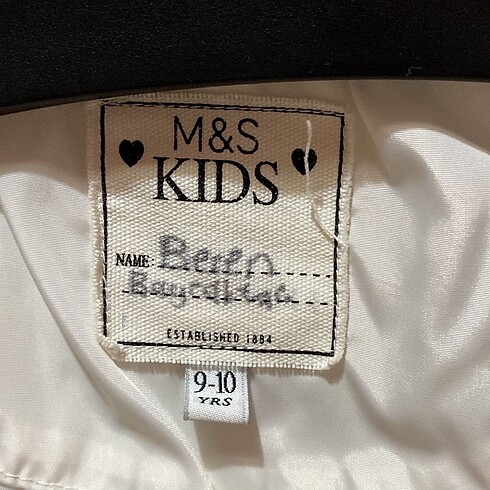 M&S
KIDS
NAME: Beren
ESTABLISHED 1884
9-10
YRS